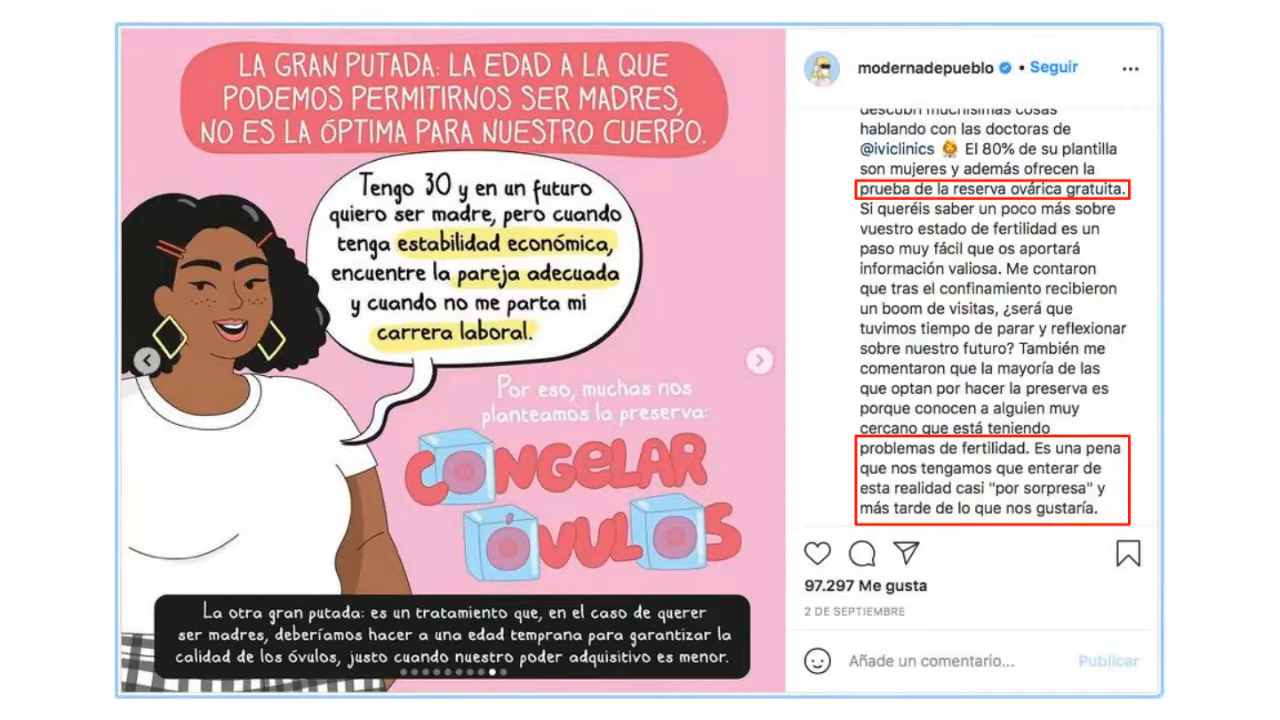 LA GRAN PUTADA: LA EDAD A LA QUE
PODEMOS PERMITIRNOS SER MADRES,
NO ES LA ÓPTIMA PARA NUESTRO CUERPO.
Tengo 30 y en un futuro
quiero ser madre, pero cuando
tenga estabilidad económica,
encuentre la pareja adecuada
y cuando no me parta mi
carrera laboral.
Por eso, muchas nos
planteamos la preserva:
CONGELAR
ÓVULOS
La otra gran putada: es un tratamiento que, en el caso de querer
ser madres, deberíamos hacer a una edad temprana para garantizar la
calidad de los óvulos, justo cuando nuestro poder adquisitivo es menor.
modernadepueblo • Seguir
descubrí muchísimas cosas
hablando con las doctoras de
@iviclinics El 80% de su plantilla
son mujeres y además ofrecen la
prueba de la reserva ovárica gratuita.
Si queréis saber un poco más sobre
vuestro estado de fertilidad es un
paso muy fácil que os aportará
información valiosa. Me contaron
que tras el confinamiento recibieron
un boom de visitas, ¿será que
tuvimos tiempo de parar y reflexionar
sobre nuestro futuro? También me
comentaron que la mayoría de las
que optan por hacer la preserva es
porque conocen a alguien muy
cercano que está teniendo
problemas de fertilidad. Es una pena
que nos tengamos que enterar de
esta realidad casi "por sorpresa" y
más tarde de lo que nos gustaría.
97.297 Me gusta
2 DE SEPTIEMBRE
Añade un comentario... Publicar